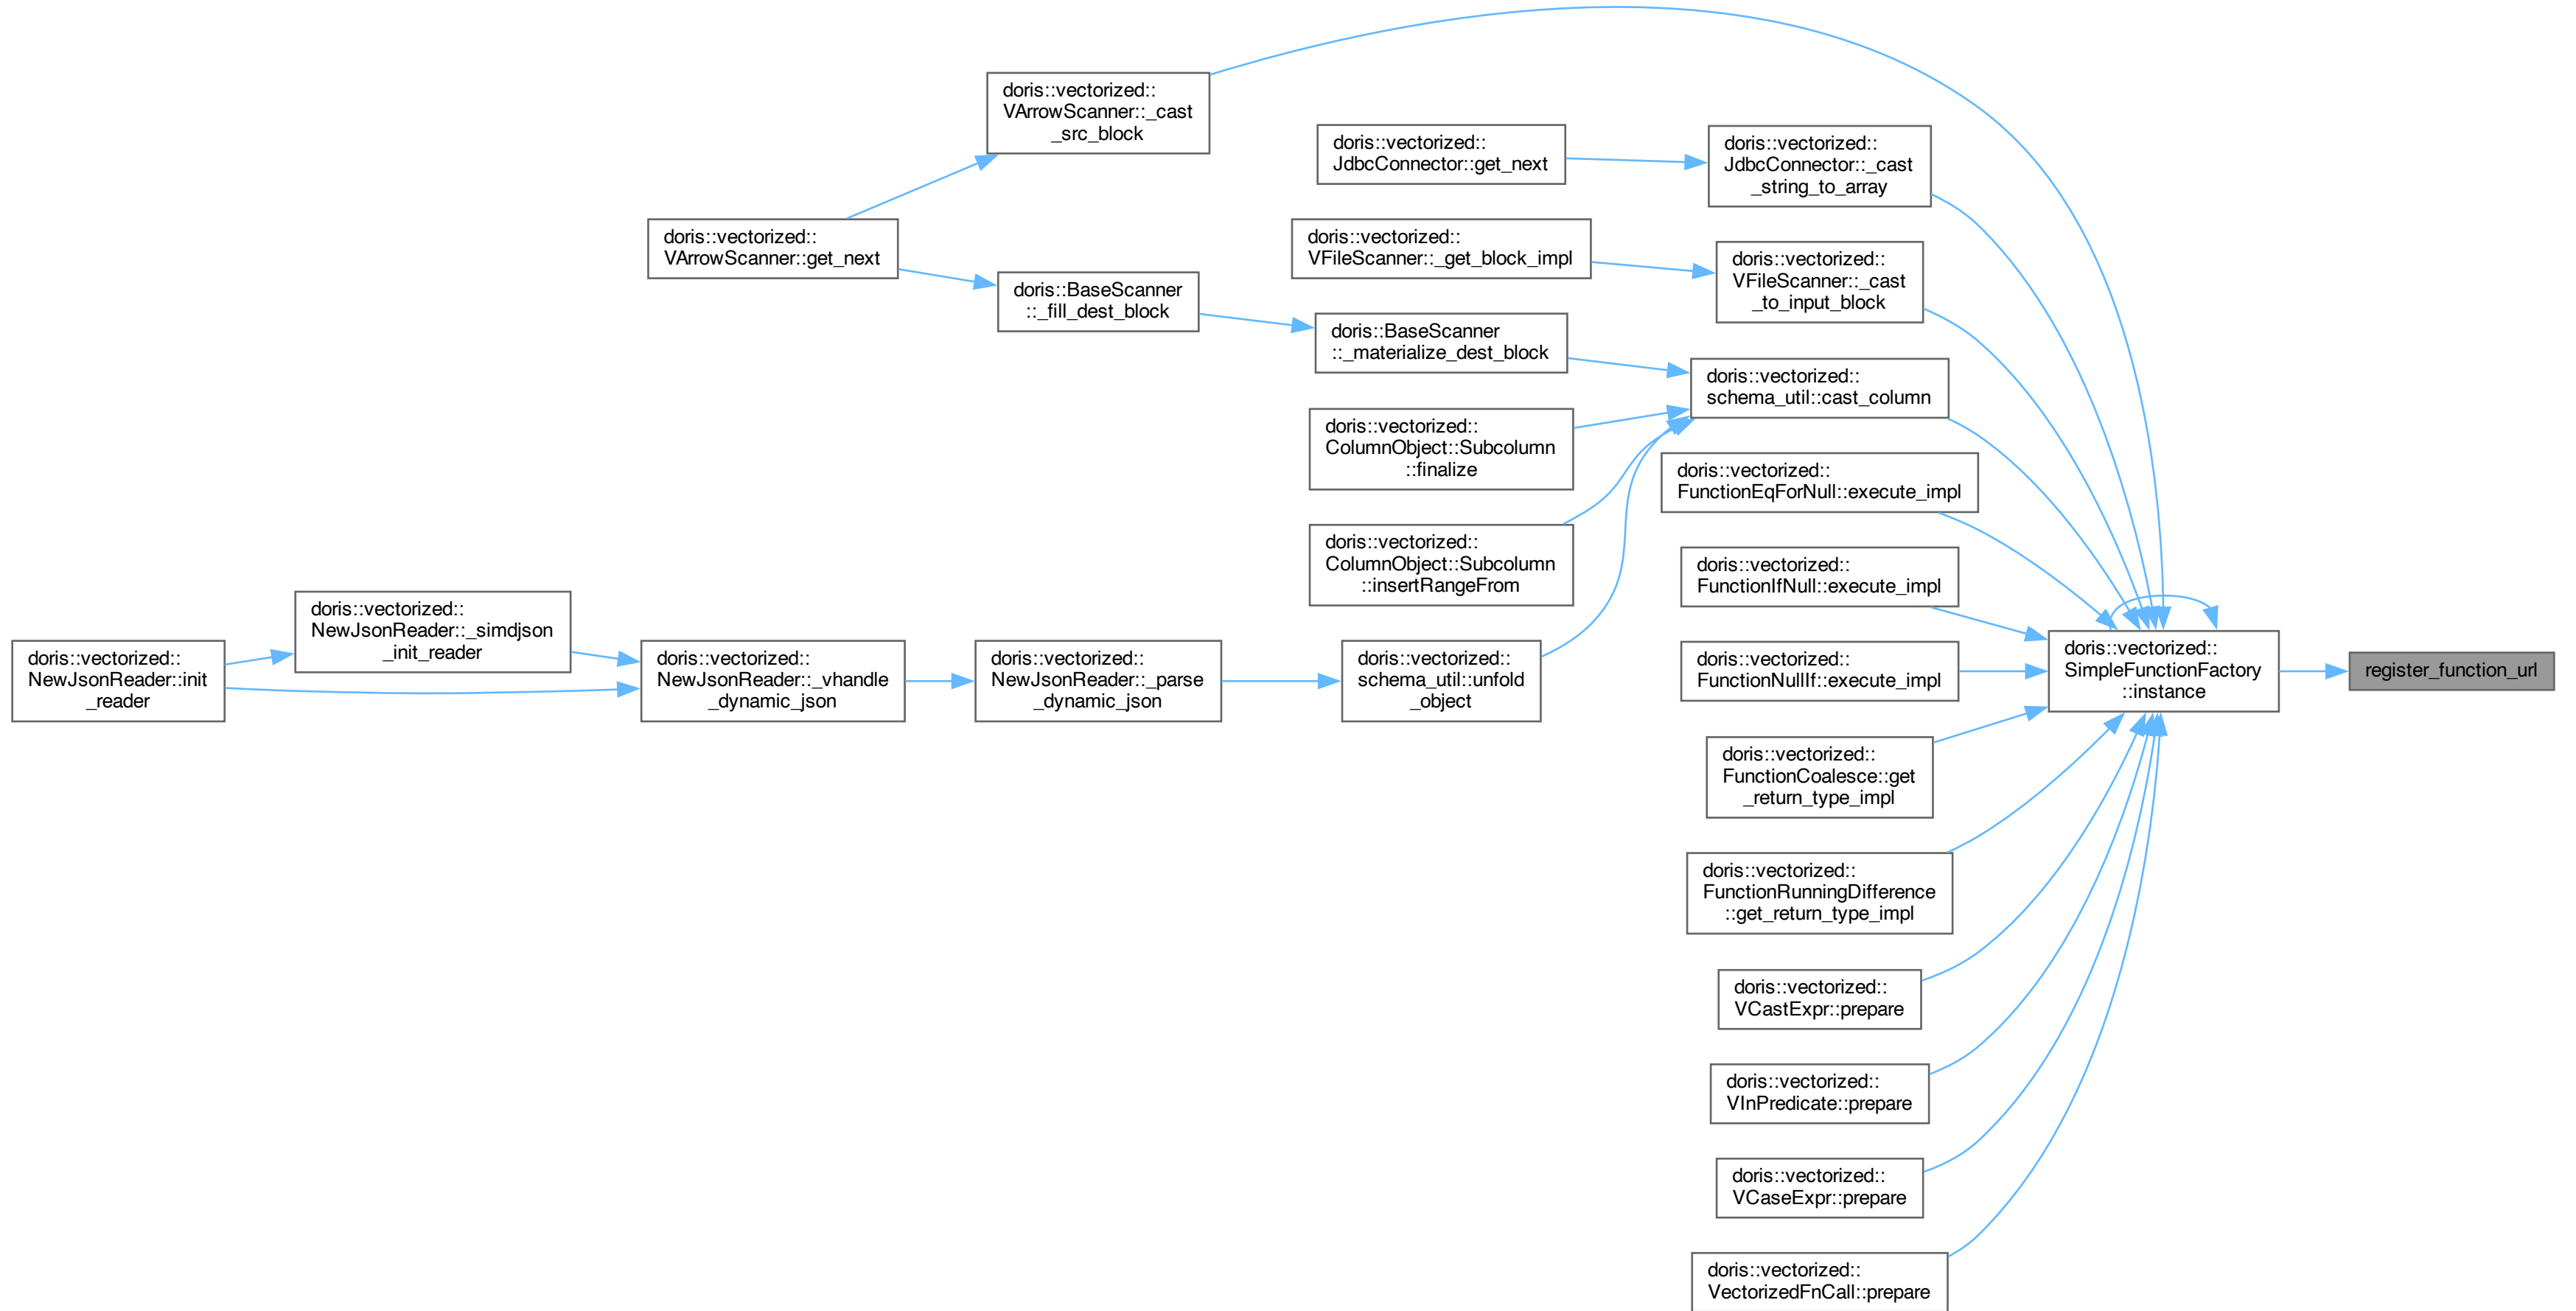 doris::vectorized::
VArrowScanner::_cast
_src_block
doris::vectorized::
JdbcConnector::get_next
doris::vectorized::
JdbcConnector::_cast
_string_to_array
doris::vectorized::
VArrowScanner::get_next
doris::vectorized::
VFileScanner::_get_block_impl
doris::vectorized::
VFileScanner::_cast
_to_input_block
doris::BaseScanner
::_fill_dest_block
doris::BaseScanner
::_materialize_dest_block
doris::vectorized::
schema_util::cast_column
doris::vectorized::
ColumnObject::Subcolumn
::finalize
doris::vectorized::
FunctionEqForNull::execute_impl
doris::vectorized::
ColumnObject::Subcolumn
::insertRangeFrom
doris::vectorized::
FunctionIfNull::execute_impl
doris::vectorized::
NewJsonReader::init
_reader
doris::vectorized::
NewJsonReader::_simdjson
_init_reader
doris::vectorized::
NewJsonReader::_vhandle
_dynamic_json
doris::vectorized::
NewJsonReader::_parse
_dynamic_json
doris::vectorized::
schema_util::unfold
_object
doris::vectorized::
FunctionNullIf::execute_impl
doris::vectorized::
SimpleFunctionFactory
::instance
register_function_url
doris::vectorized::
FunctionCoalesce::get
_return_type_impl
doris::vectorized::
FunctionRunningDifference
::get_return_type_impl
doris::vectorized::
VCastExpr::prepare
doris::vectorized::
VInPredicate::prepare
doris::vectorized::
VCaseExpr::prepare
doris::vectorized::
VectorizedFnCall::prepare